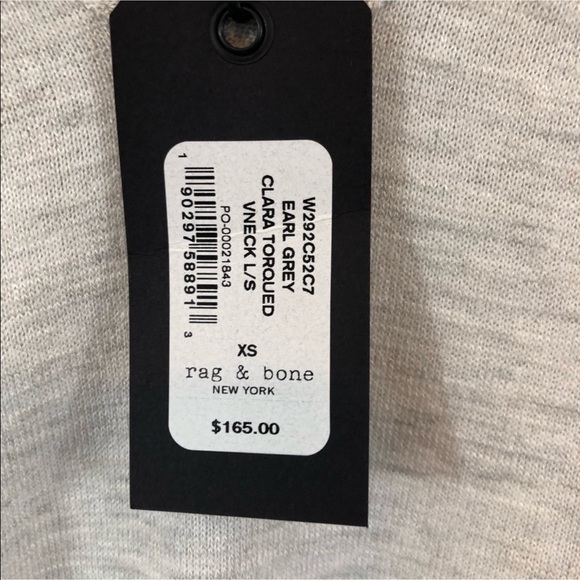 W292C52C7
EARL GREY
CLARA TORQUED
VNECK L/S
PO-00021843
1 90297 58891 3
XS
rag & bone
NEW YORK
$165.00